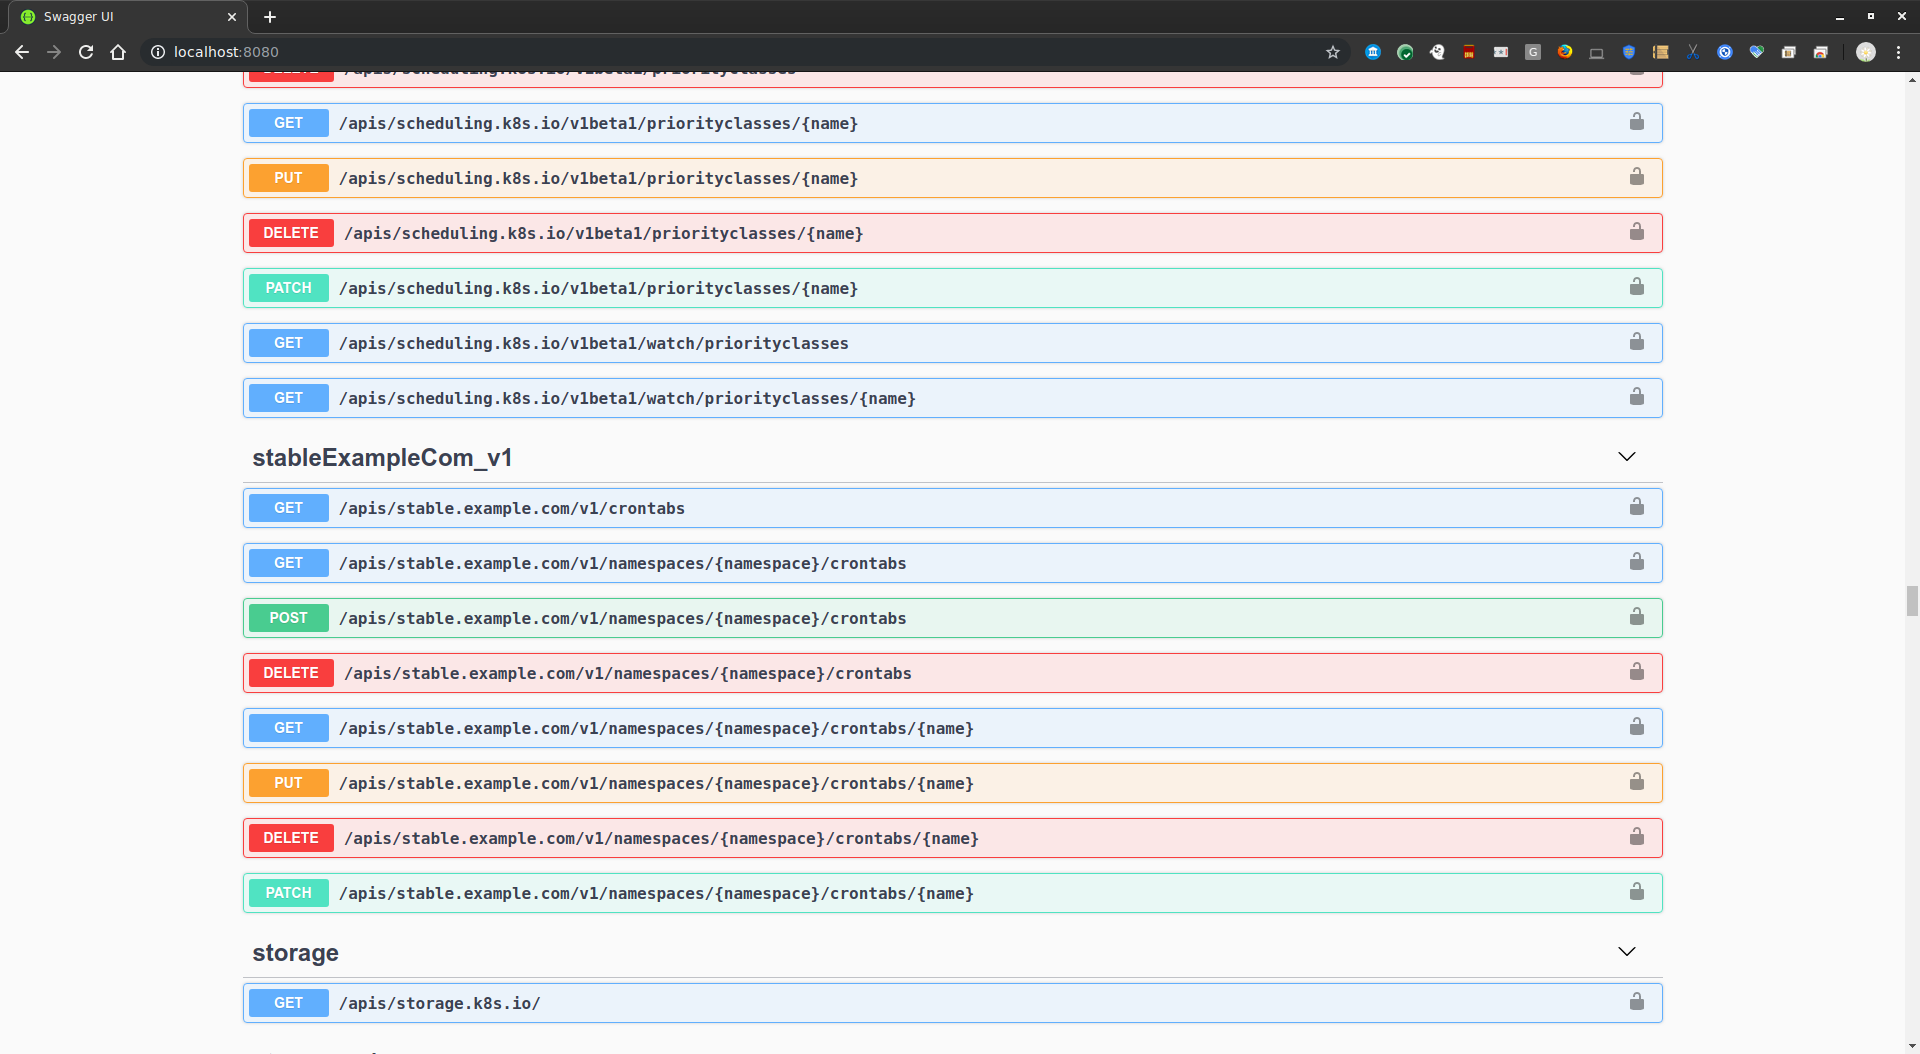 Swagger UI
localhost:8080
DELETE /apis/scheduling.k8s.io/v1beta1/priorityclasses
GET /apis/scheduling.k8s.io/v1beta1/priorityclasses/{name}
PUT /apis/scheduling.k8s.io/v1beta1/priorityclasses/{name}
DELETE /apis/scheduling.k8s.io/v1beta1/priorityclasses/{name}
PATCH /apis/scheduling.k8s.io/v1beta1/priorityclasses/{name}
GET /apis/scheduling.k8s.io/v1beta1/watch/priorityclasses
GET /apis/scheduling.k8s.io/v1beta1/watch/priorityclasses/{name}
stableExampleCom_v1
GET /apis/stable.example.com/v1/crontabs
GET /apis/stable.example.com/v1/namespaces/{namespace}/crontabs
POST /apis/stable.example.com/v1/namespaces/{namespace}/crontabs
DELETE /apis/stable.example.com/v1/namespaces/{namespace}/crontabs
GET /apis/stable.example.com/v1/namespaces/{namespace}/crontabs/{name}
PUT /apis/stable.example.com/v1/namespaces/{namespace}/crontabs/{name}
DELETE /apis/stable.example.com/v1/namespaces/{namespace}/crontabs/{name}
PATCH /apis/stable.example.com/v1/namespaces/{namespace}/crontabs/{name}
storage
GET /apis/storage.k8s.io/